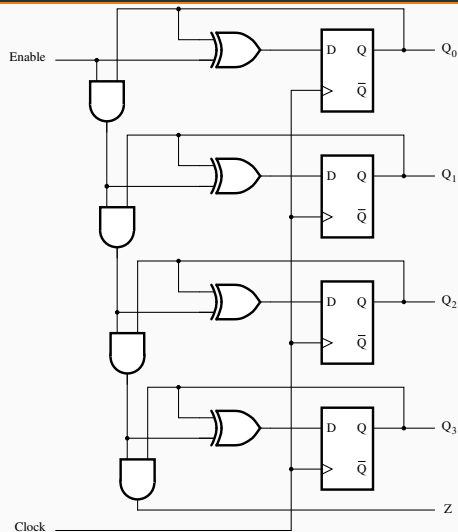 D Q Q₀
Enable
Q̅
D Q Q₁
Q̅
D Q Q₂
Q̅
D Q Q₃
Q̅
Z
Clock